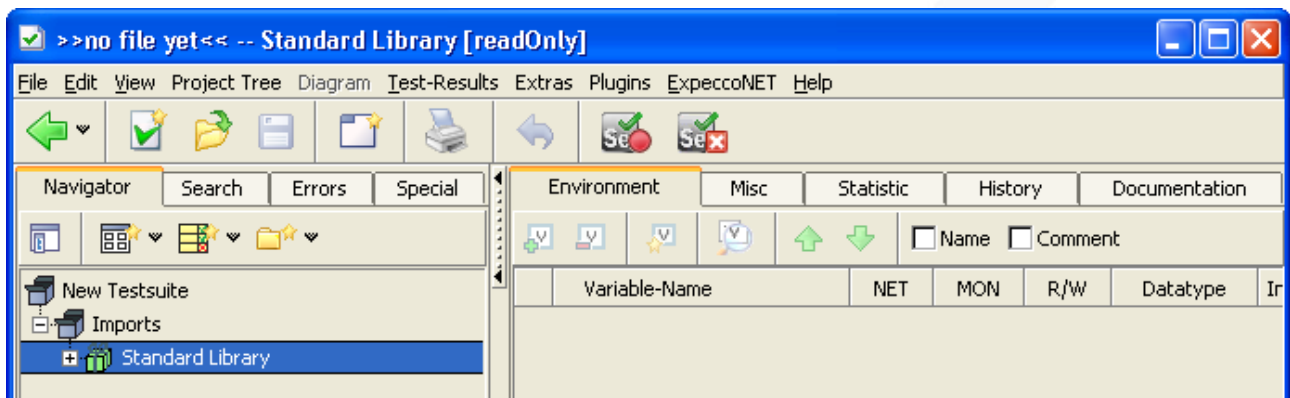 >>no file yet<< -- Standard Library [readOnly]
File Edit View Project Tree Diagram Test-Results Extras Plugins ExpeccoNET Help
Se Se
Navigator Search Errors Special Environment Misc Statistic History Documentation
V V V V Name Comment
Variable-Name NET MON R/W Datatype
New Testsuite
Imports
Standard Library